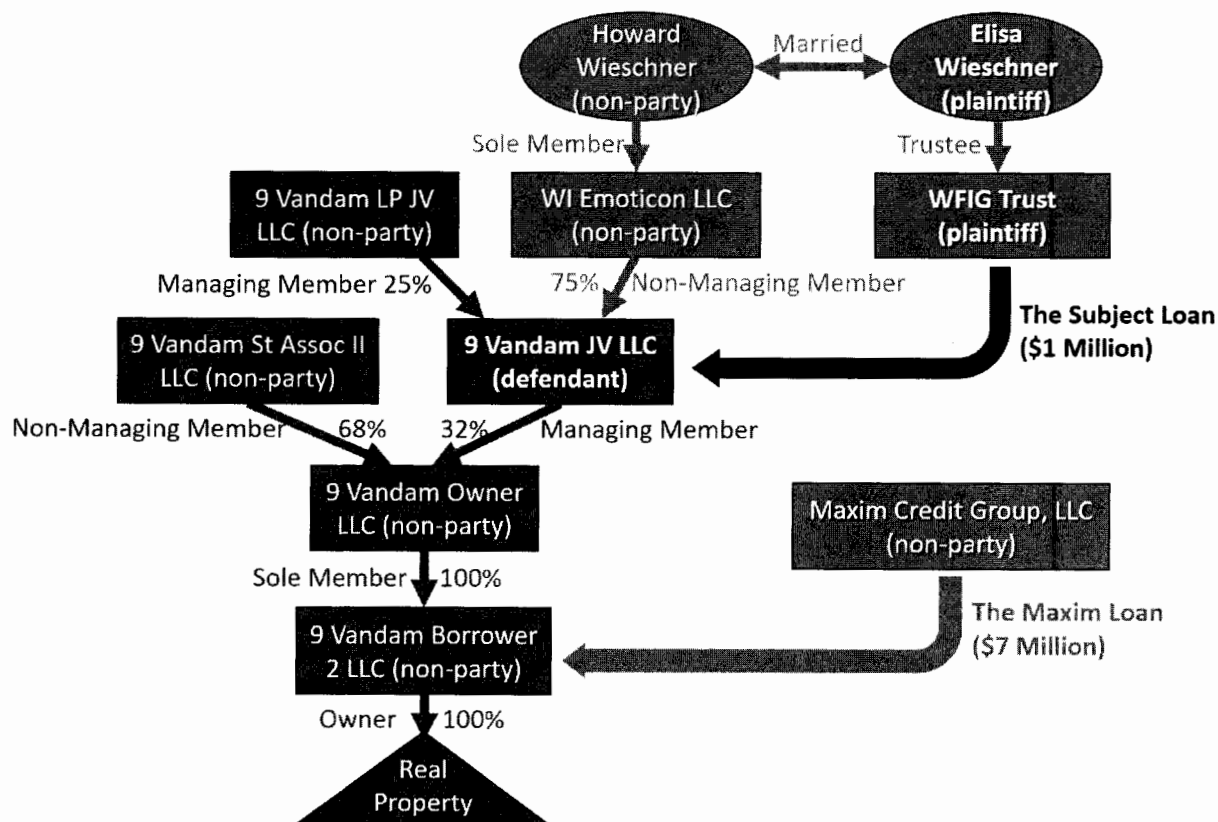 Howard
Wieschner
(non-party)
Married
Elisa
Wieschner
(plaintiff)
Sole Member
Trustee
9 Vandam LP JV
LLC (non-party)
WI Emoticon LLC
(non-party)
WFIG Trust
(plaintiff)
Managing Member 25%
75% Non-Managing Member
The Subject Loan
($1 Million)
9 Vandam St Assoc II
LLC (non-party)
9 Vandam JV LLC
(defendant)
Non-Managing Member 68%
32% Managing Member
9 Vandam Owner
LLC (non-party)
Maxim Credit Group, LLC
(non-party)
Sole Member 100%
The Maxim Loan
($7 Million)
9 Vandam Borrower
2 LLC (non-party)
Owner 100%
Real
Property